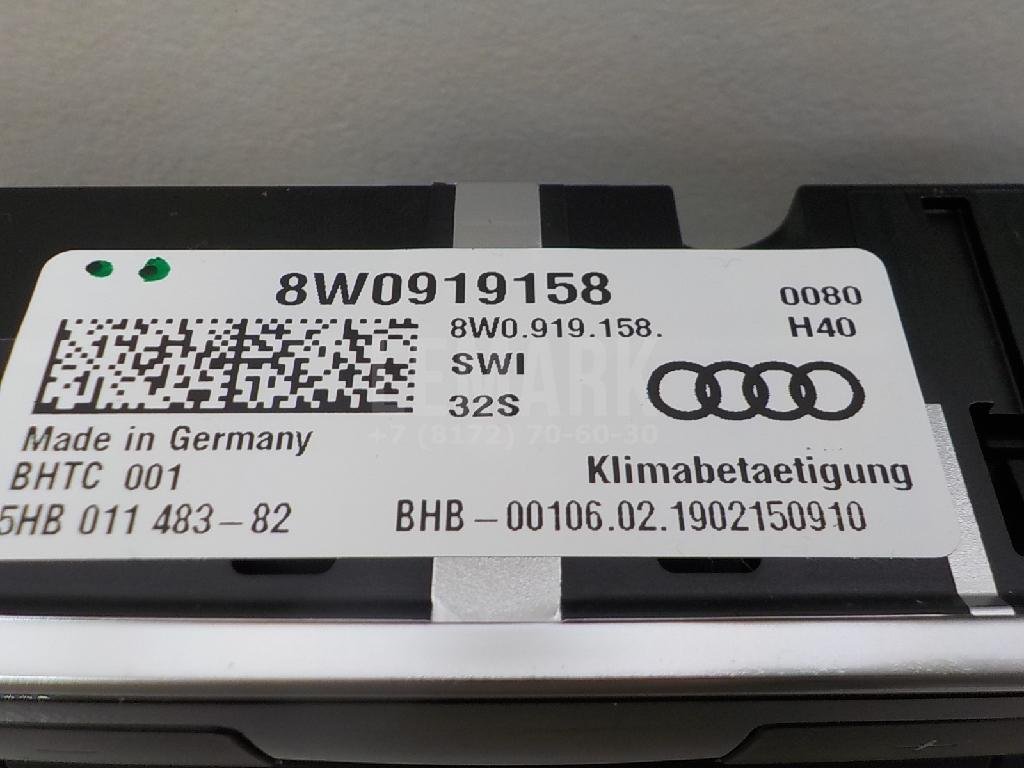 8W0919158
0080
8W0.919.158.
H40
SWI
32S
Made in Germany
BHTC 001
Klimabetaetigung
5HB 011 483-82
BHB-00106.02.1902150910
+7 (8172) 70-60-30